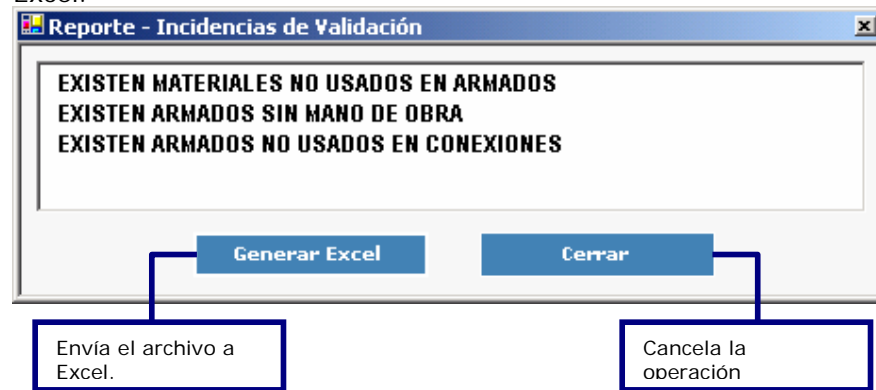 Excel.
Reporte - Incidencias de Validación
EXISTEN MATERIALES NO USADOS EN ARMADOS
EXISTEN ARMADOS SIN MANO DE OBRA
EXISTEN ARMADOS NO USADOS EN CONEXIONES
Generar Excel
Cerrar
Envía el archivo a
Excel.
Cancela la
operación